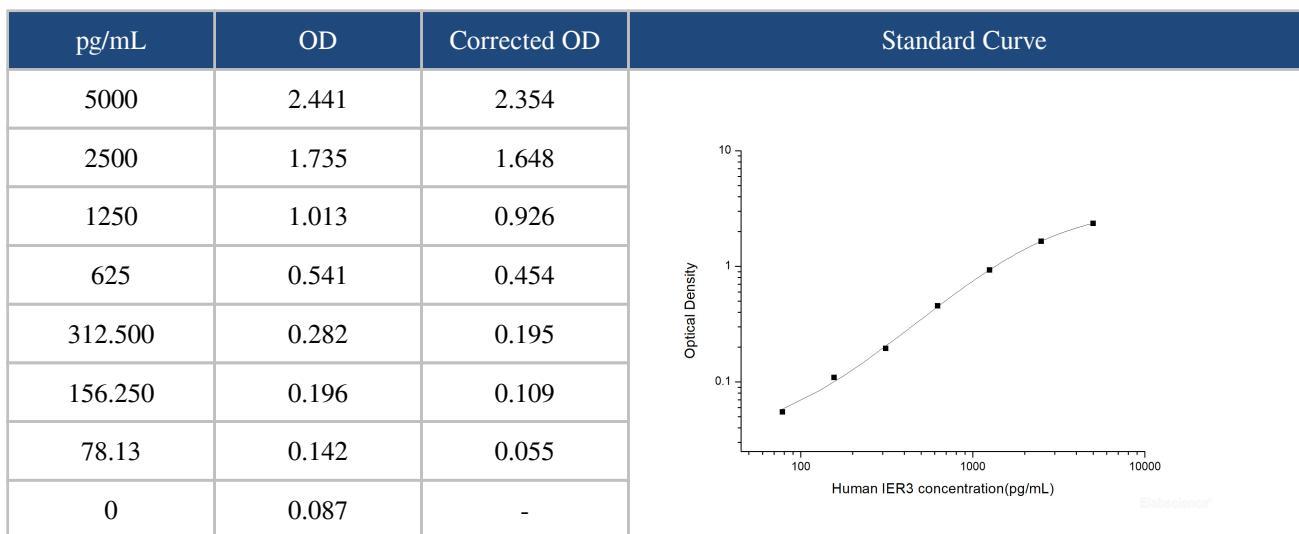 pg/mL OD Corrected OD Standard Curve
5000 2.441 2.354
2500 1.735 1.648
1250 1.013 0.926
625 0.541 0.454
312.500 0.282 0.195
156.250 0.196 0.109
78.13 0.142 0.055
0 0.087 -
10
1
0.1
Optical Density
100 1000 10000
Human IER3 concentration(pg/mL)
Elabscience®